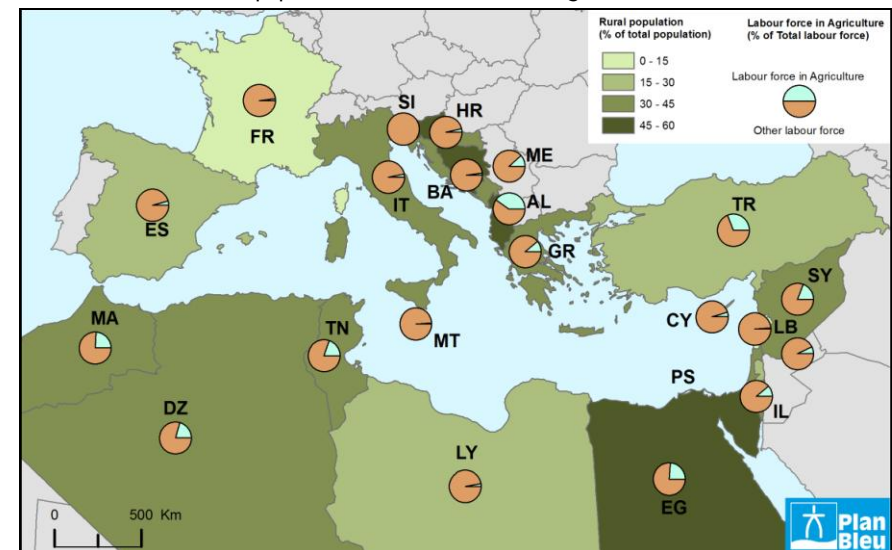 Rural population
(% of total population)
0 - 15
15 - 30
30 - 45
45 - 60
Labour force in Agriculture
(% of Total labour force)
Labour force in Agriculture
Other labour force
FR
SI
HR
ME
ES
IT
BA
AL
TR
GR
SY
MA
TN
MT
CY
LB
PS
IL
DZ
LY
EG
0 500 Km
Plan
Bleu